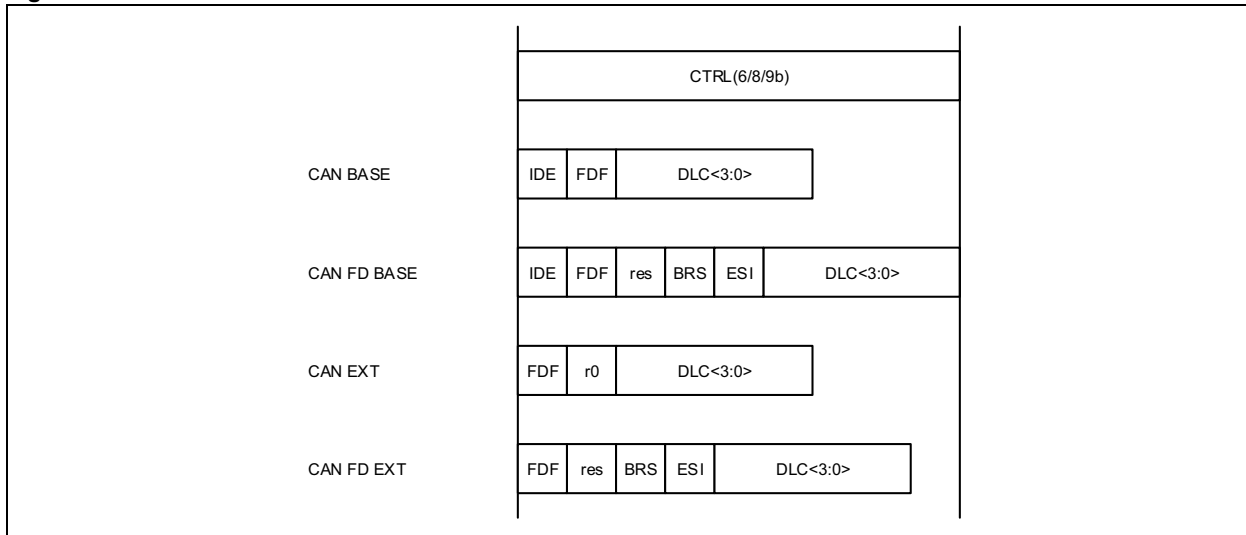 CTRL(6/8/9b)
CAN BASE IDE FDF DLC<3:0>
CAN FD BASE IDE FDF res BRS ESI DLC<3:0>
CAN EXT FDF r0 DLC<3:0>
CAN FD EXT FDF res BRS ESI DLC<3:0>